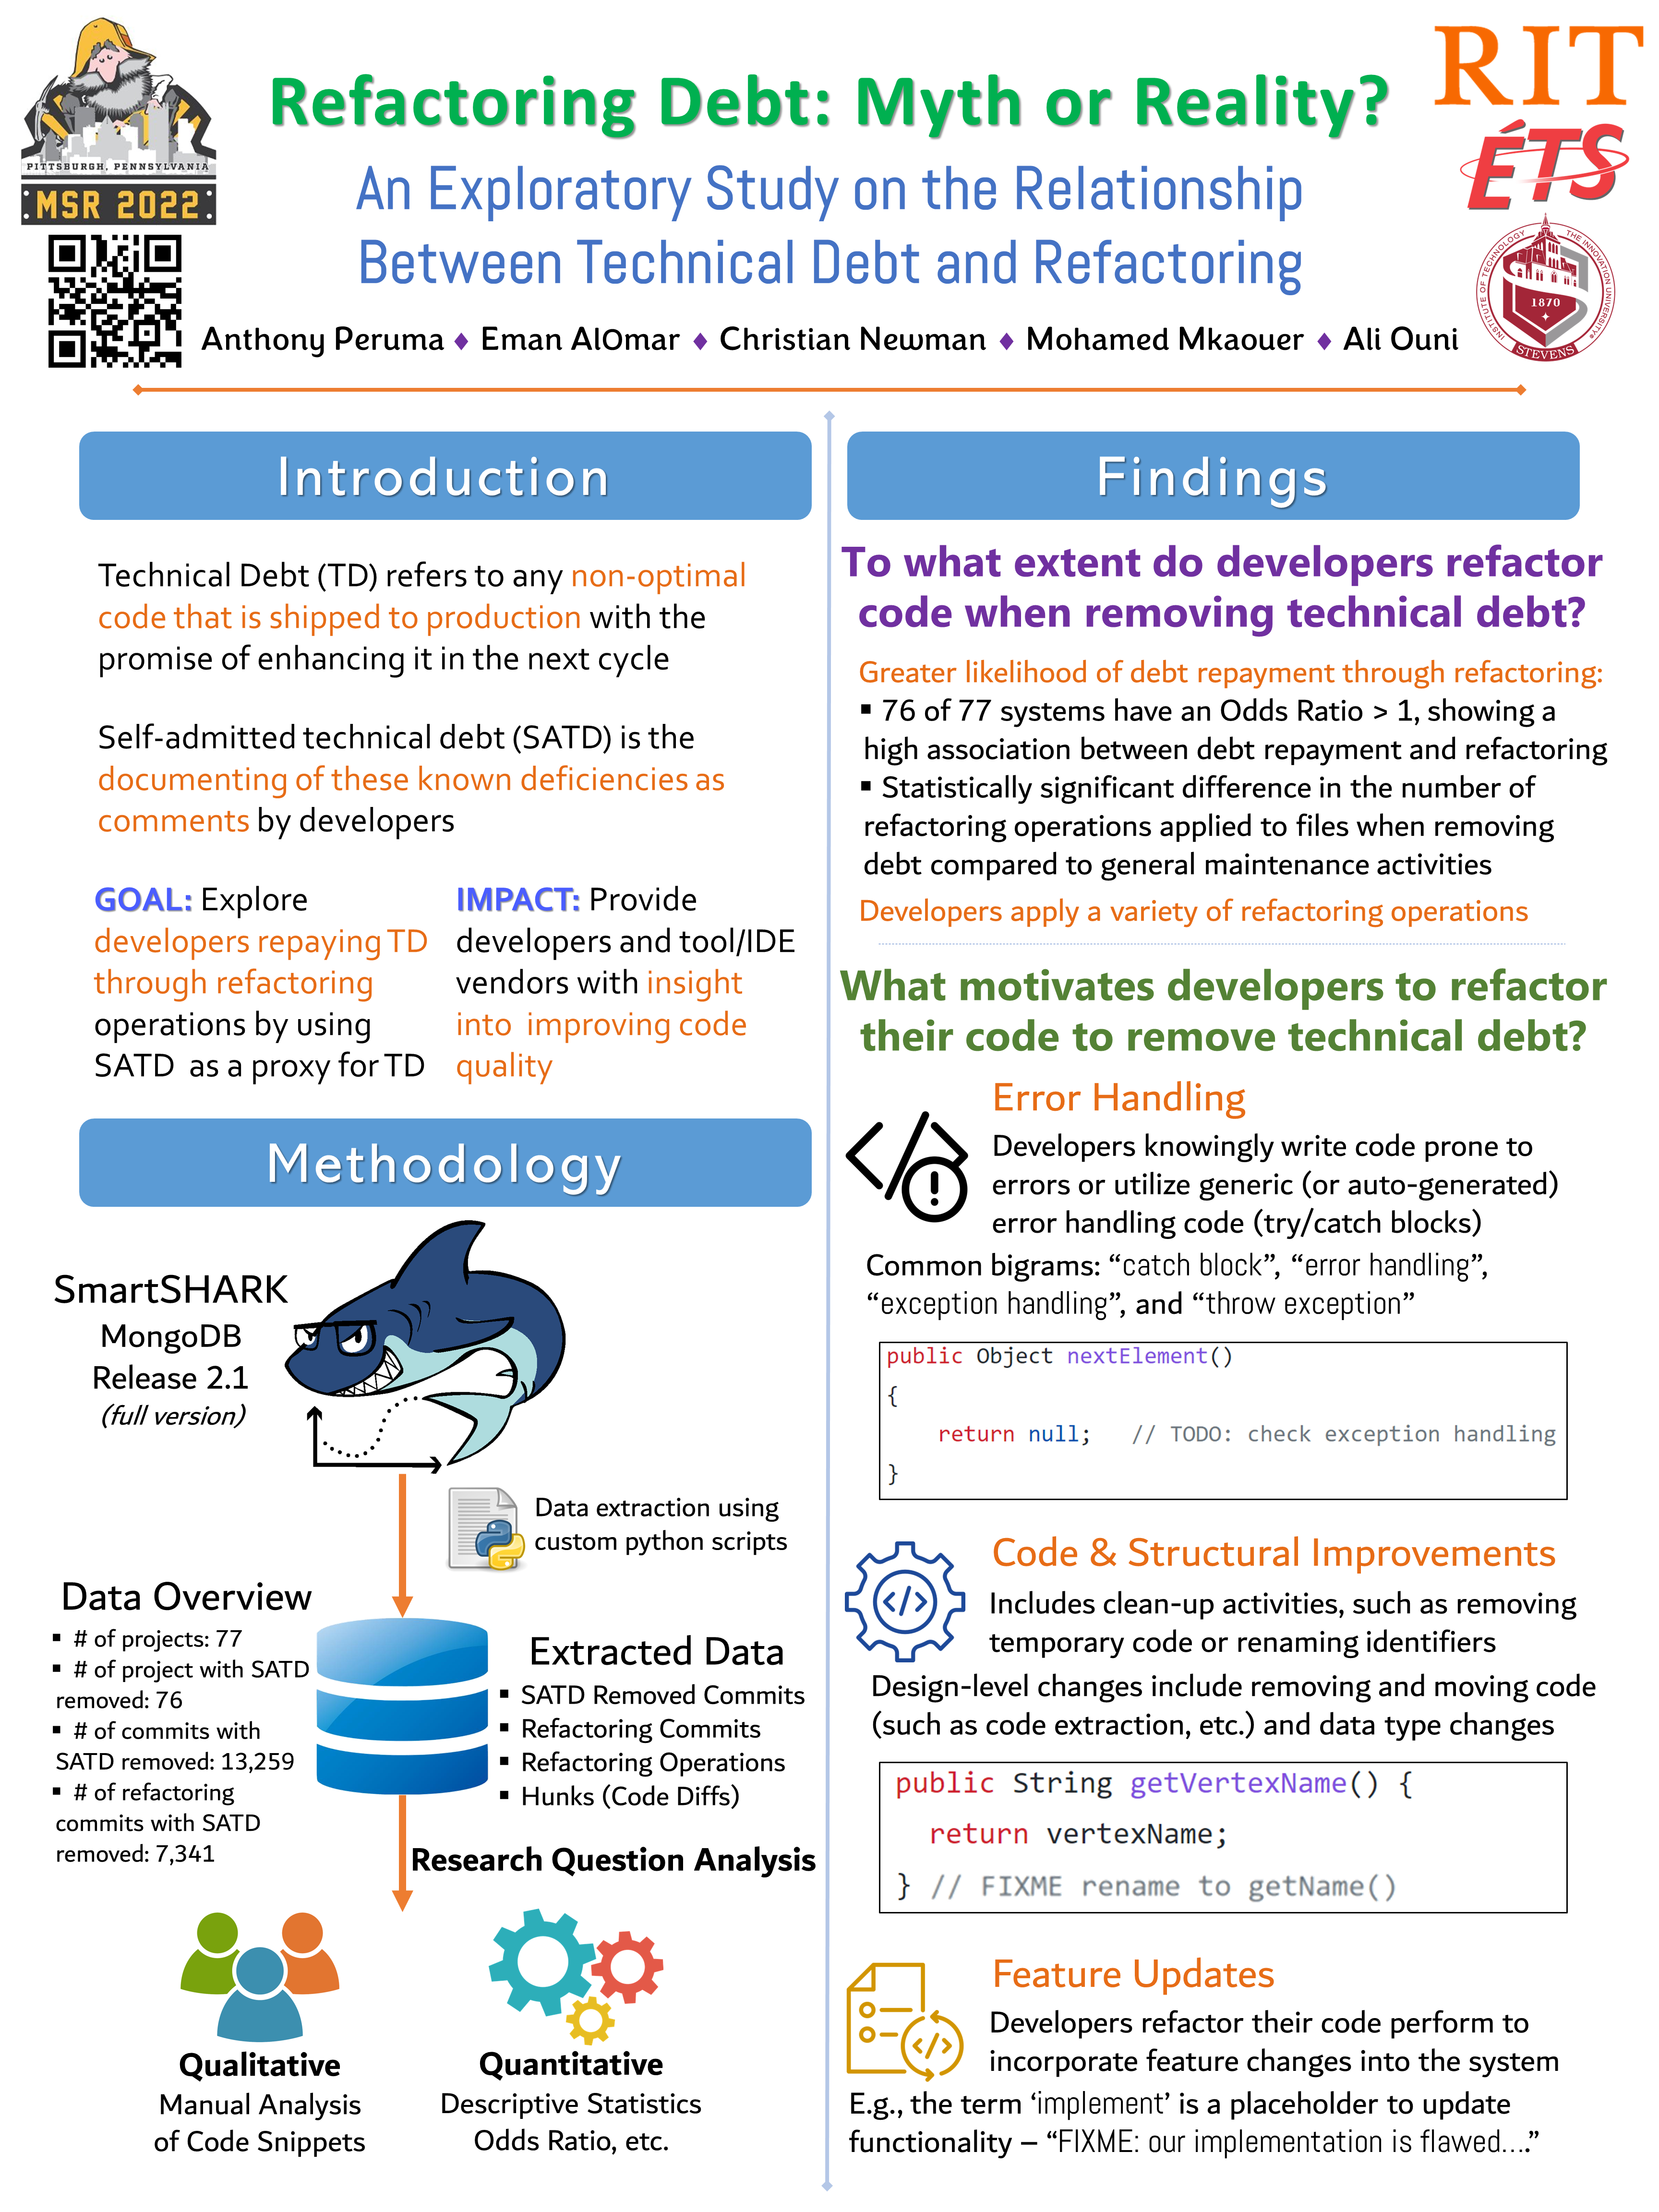 PITTSBURGH, PENNSYLVANIA
MSR 2022
Refactoring Debt: Myth or Reality?
An Exploratory Study on the Relationship
Between Technical Debt and Refactoring
Anthony Peruma ♦ Eman AlOmar ♦ Christian Newman ♦ Mohamed Mkaouer ♦ Ali Ouni
RIT
ÉTS
INSTITUTE OF TECHNOLOGY
THE INNOVATION UNIVERSITY®
1870
STEVENS
Introduction
Technical Debt (TD) refers to any non-optimal
code that is shipped to production with the
promise of enhancing it in the next cycle
Self-admitted technical debt (SATD) is the
documenting of these known deficiencies as
comments by developers
GOAL: Explore
developers repaying TD
through refactoring
operations by using
SATD as a proxy for TD
IMPACT: Provide
developers and tool/IDE
vendors with insight
into improving code
quality
Methodology
SmartSHARK
MongoDB
Release 2.1
(full version)
Data extraction using
custom python scripts
Data Overview
▪ # of projects: 77
▪ # of project with SATD
removed: 76
▪ # of commits with
SATD removed: 13,259
▪ # of refactoring
commits with SATD
removed: 7,341
Extracted Data
▪ SATD Removed Commits
▪ Refactoring Commits
▪ Refactoring Operations
▪ Hunks (Code Diffs)
Research Question Analysis
Qualitative
Manual Analysis
of Code Snippets
Quantitative
Descriptive Statistics
Odds Ratio, etc.
Findings
To what extent do developers refactor
code when removing technical debt?
Greater likelihood of debt repayment through refactoring:
▪ 76 of 77 systems have an Odds Ratio > 1, showing a
high association between debt repayment and refactoring
▪ Statistically significant difference in the number of
refactoring operations applied to files when removing
debt compared to general maintenance activities
Developers apply a variety of refactoring operations
What motivates developers to refactor
their code to remove technical debt?
Error Handling
Developers knowingly write code prone to
errors or utilize generic (or auto-generated)
error handling code (try/catch blocks)
Common bigrams: “catch block”, “error handling”,
“exception handling”, and “throw exception”
public Object nextElement()
{
return null; // TODO: check exception handling
}
Code & Structural Improvements
Includes clean-up activities, such as removing
temporary code or renaming identifiers
Design-level changes include removing and moving code
(such as code extraction, etc.) and data type changes
public String getVertexName() {
return vertexName;
} // FIXME rename to getName()
Feature Updates
Developers refactor their code perform to
incorporate feature changes into the system
E.g., the term ‘implement’ is a placeholder to update
functionality – “FIXME: our implementation is flawed….”